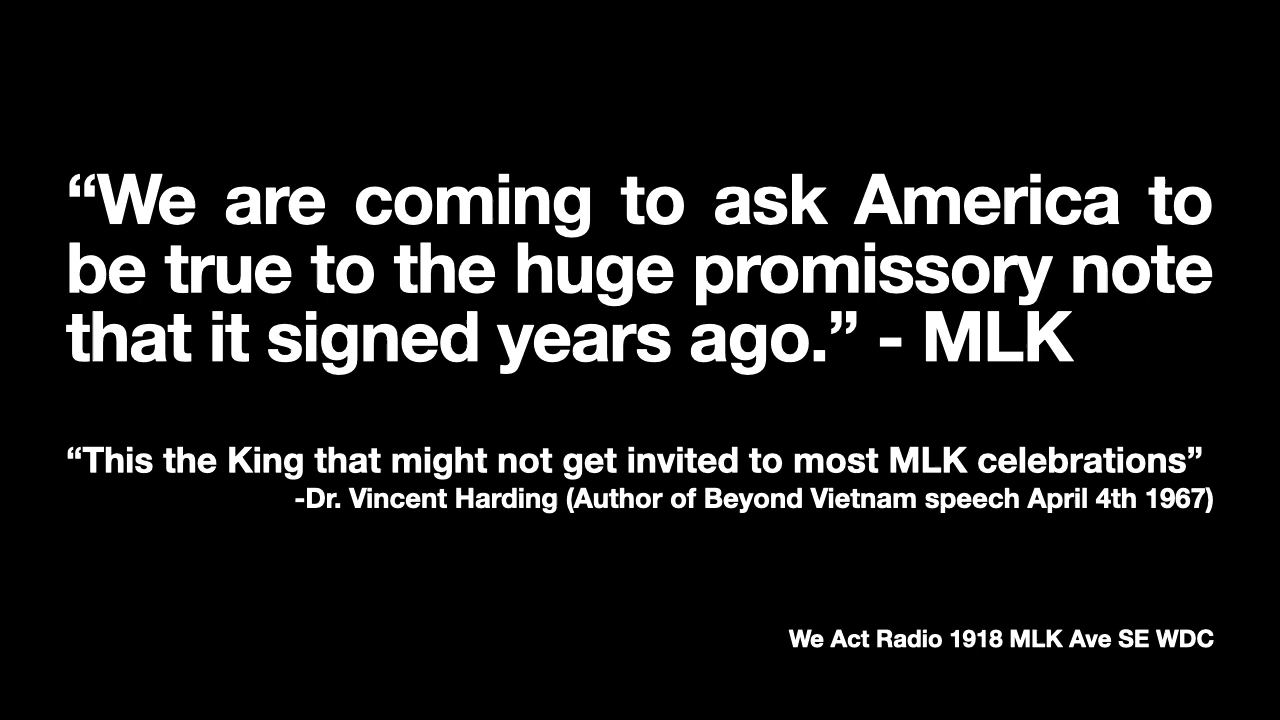 “We are coming to ask America to
be true to the huge promissory note
that it signed years ago.” - MLK
“This the King that might not get invited to most MLK celebrations”
-Dr. Vincent Harding (Author of Beyond Vietnam speech April 4th 1967)
We Act Radio 1918 MLK Ave SE WDC